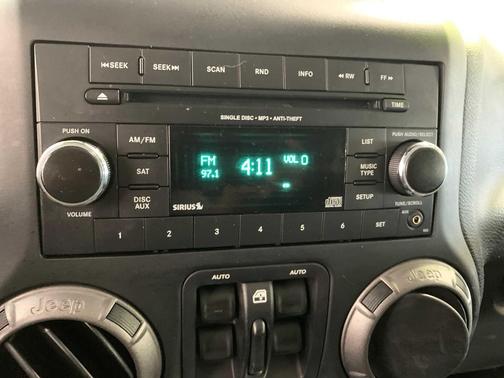 ◄◄SEEK SEEK►► SCAN RND INFO ◄◄ RW FF ►►
TIME
SINGLE DISC • MP3 • ANTI-THEFT
PUSH ON
PUSH AUDIO/SELECT
AM/FM
SAT
DISC AUX
VOLUME
FM
97.1
4:11
VOL 0
SIRIUS
LIST
MUSIC TYPE
SETUP
TUNE/SCROLL
1 2 3 4 5 6 SET
AUTO AUTO
Jeep
Jeep